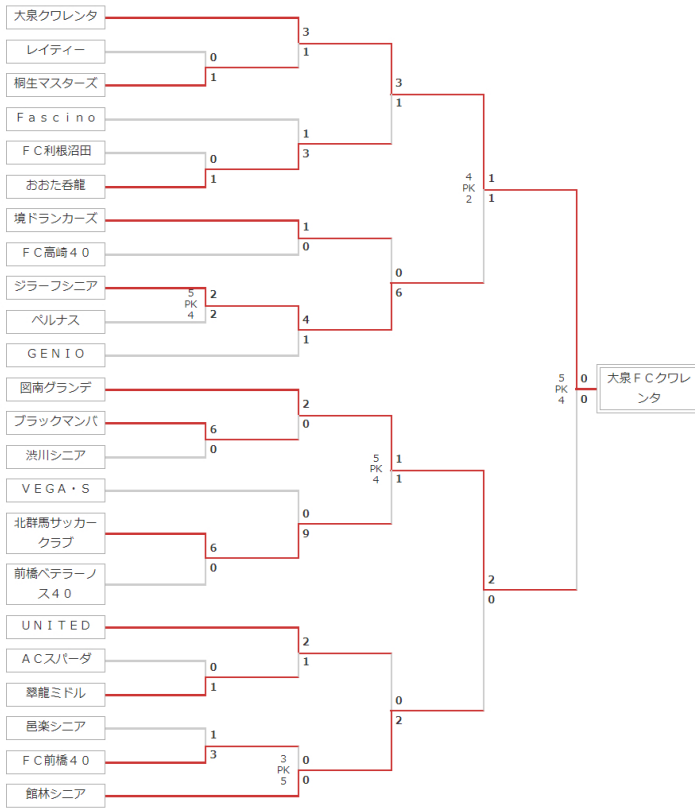 大泉クワレンタ
3
レイティー
0
1
桐生マスターズ
1
3
1
Ｆａｓｃｉｎｏ
1
ＦＣ利根沼田
0
3
おおた呑龍
1
4
PK
2
1
1
境ドランカーズ
1
0
ＦＣ高崎４０
0
6
ジラーフシニア
5
PK
4
2
2
ペルナス
4
1
ＧＥＮＩＯ
5
PK
4
0
0
大泉ＦＣクワレ
ンタ
図南グランデ
2
0
ブラックマンバ
6
0
渋川シニア
5
PK
4
1
1
ＶＥＧＡ・Ｓ
0
9
北群馬サッカー
クラブ
6
0
前橋ベテラーノ
ス４０
2
0
ＵＮＩＴＥＤ
2
1
ＡＣスパーダ
0
1
翠龍ミドル
0
2
邑楽シニア
1
3
ＦＣ前橋４０
3
PK
5
0
0
館林シニア